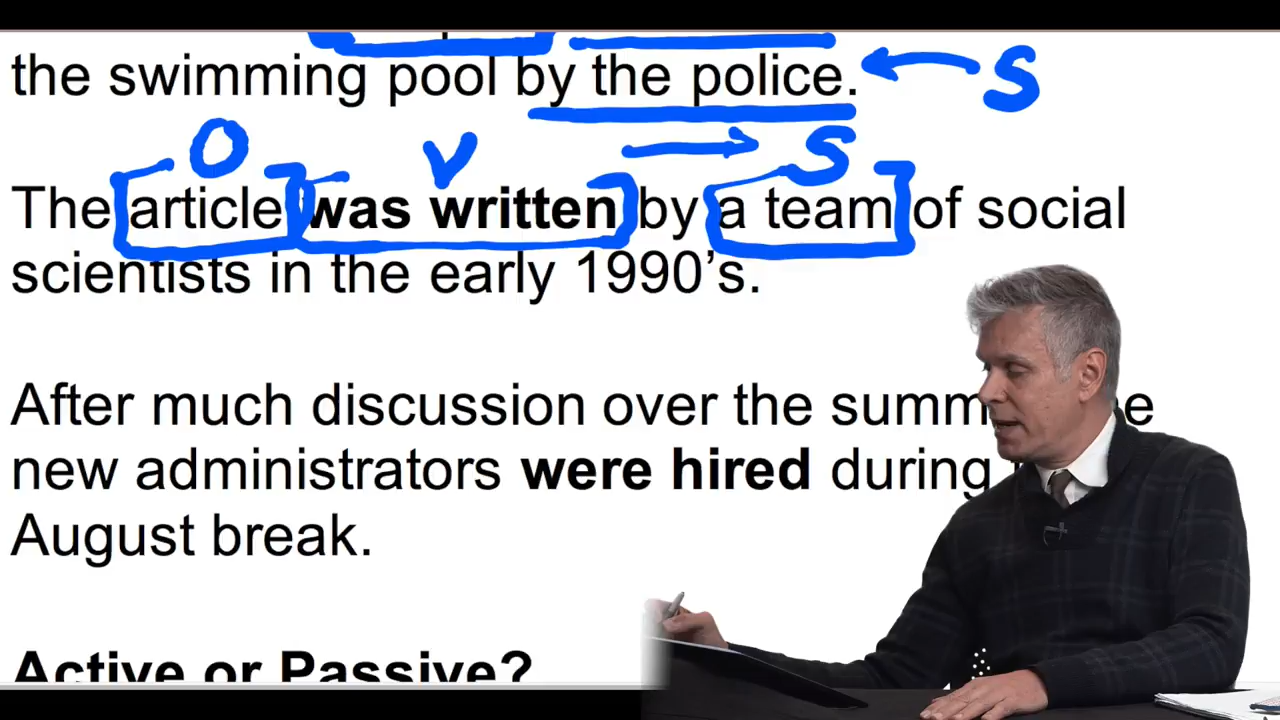 the swimming pool by the police. ← S
O V → S
The article was written by a team of social
scientists in the early 1990's.
After much discussion over the
new administrators were hired during
August break.
Active or Passive?